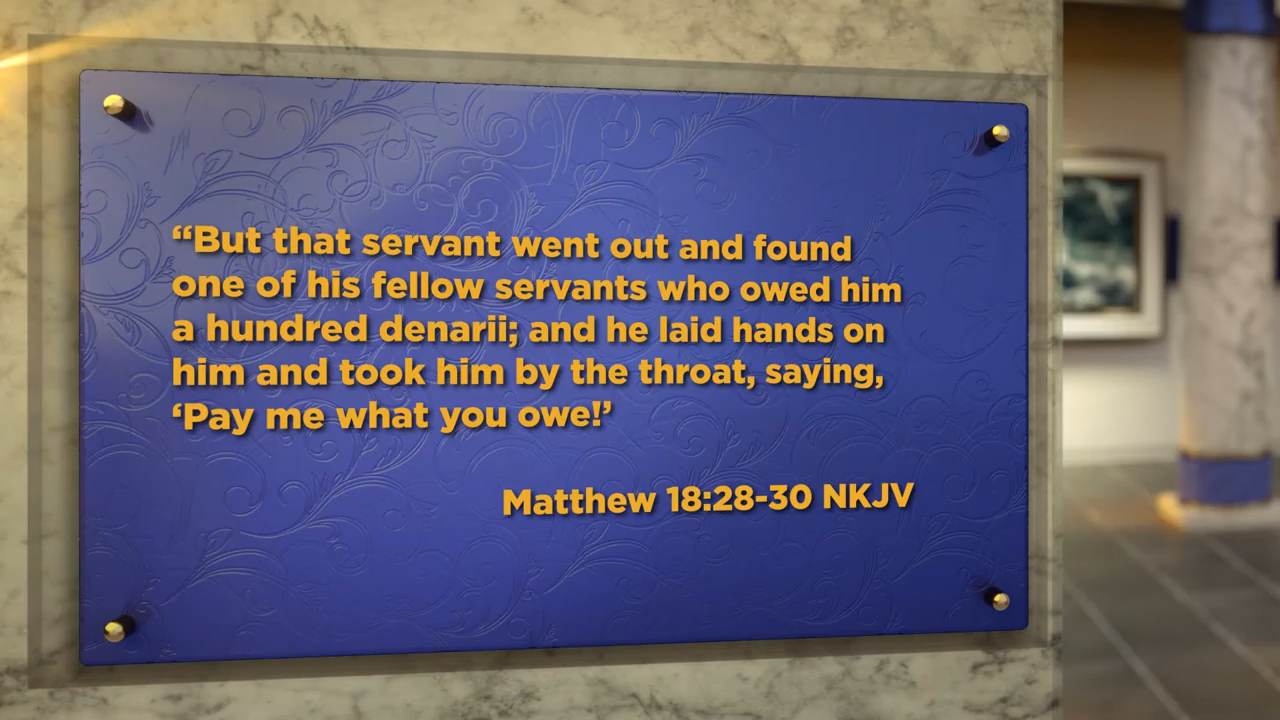 “But that servant went out and found
one of his fellow servants who owed him
a hundred denarii; and he laid hands on
him and took him by the throat, saying,
‘Pay me what you owe!’
Matthew 18:28-30 NKJV